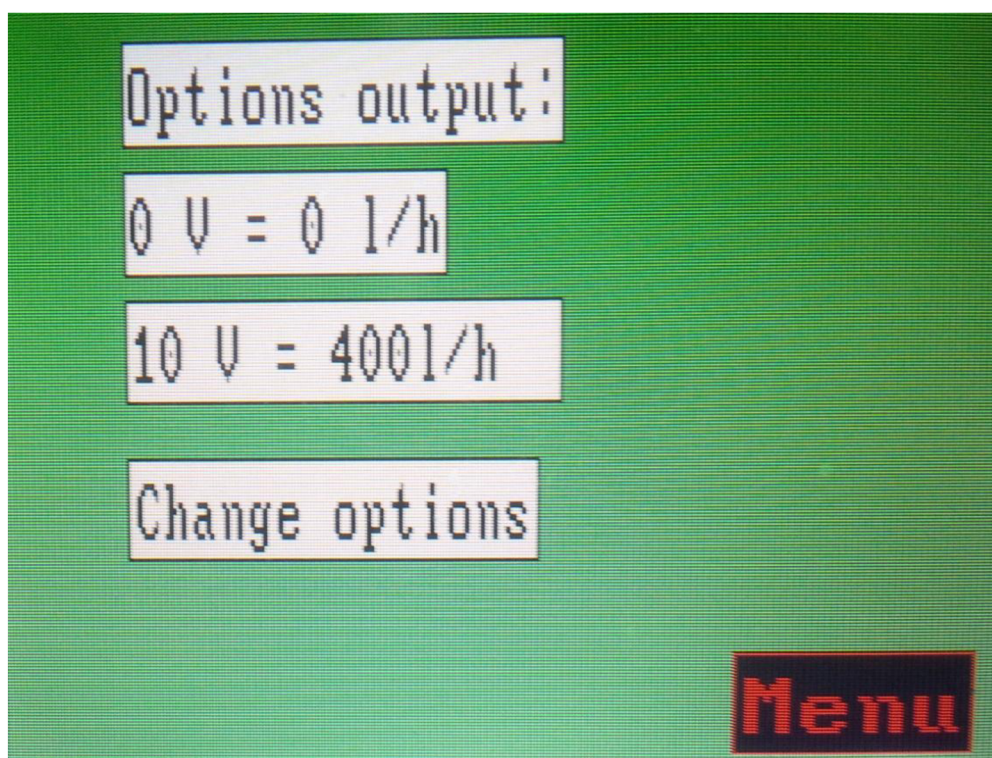 Options output:
0 V = 0 l/h
10 V = 400l/h
Change options
Menu